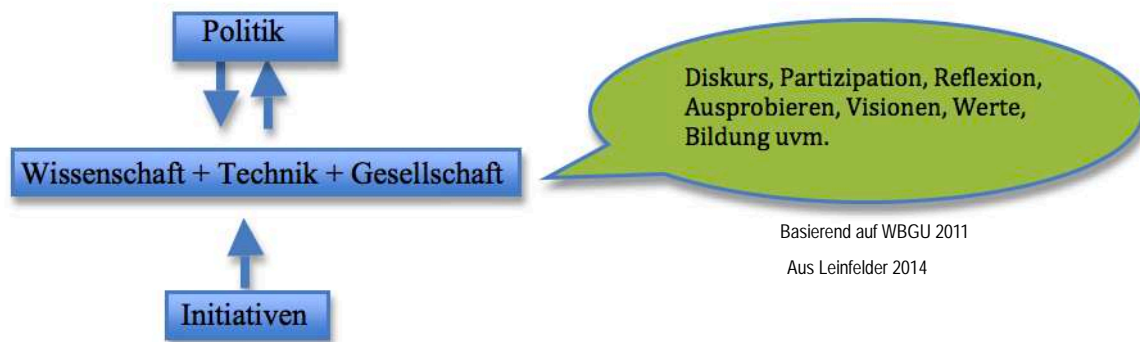 Politik
Diskurs, Partizipation, Reflexion,
Ausprobieren, Visionen, Werte,
Bildung uvm.
Wissenschaft + Technik + Gesellschaft
Basierend auf WBGU 2011
Aus Leinfelder 2014
Initiativen